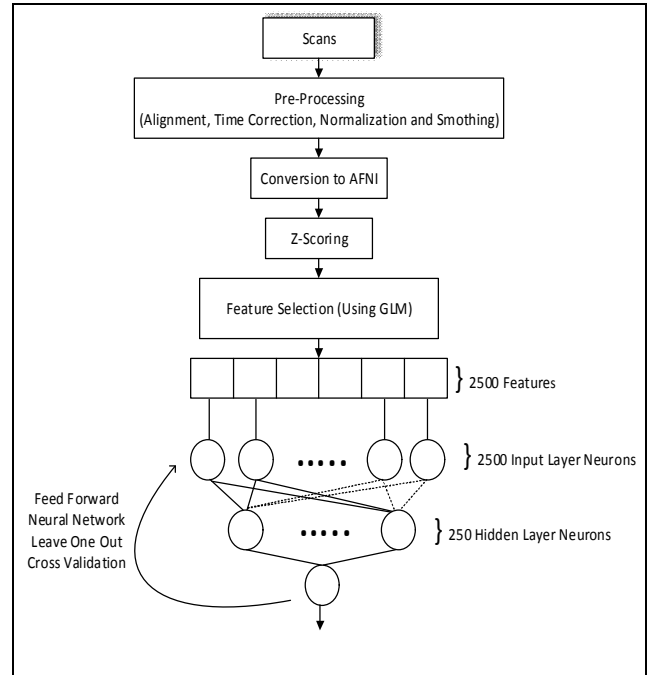 Scans
Pre-Processing
(Alignment, Time Correction, Normalization and Smothing)
Conversion to AFNI
Z-Scoring
Feature Selection (Using GLM)
} 2500 Features
} 2500 Input Layer Neurons
Feed Forward
Neural Network
Leave One Out
Cross Validation
} 250 Hidden Layer Neurons